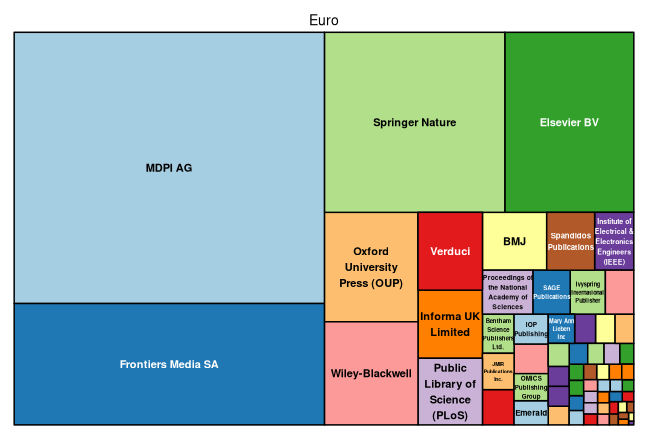 Euro
MDPI AG
Springer Nature
Elsevier BV
Frontiers Media SA
Oxford
University
Press (OUP)
Verduci
BMJ
Spandidos
Publications
Institute of
Electrical &
Electronics
Engineers
(IEEE)
Wiley-Blackwell
Informa UK
Limited
Public
Library of
Science
(PLoS)
Proceedings of
the National
Academy of
Sciences
SAGE
Publications
Ivyspring
International
Publisher
Bentham
Science
Publishers
Ltd.
IOP
Publishing
Mary Ann
Liebert
Inc
JMIR
Publications
Inc.
OMICS
Publishing
Group
Emerald